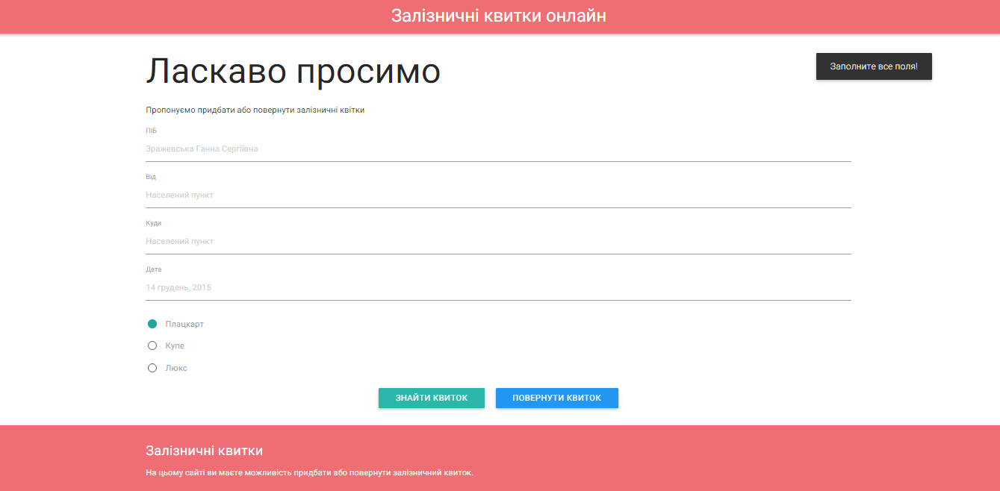 Залізничні квитки онлайн
Ласкаво просимо
Заполните все поля!
Пропонуємо придбати або повернути залізничні квітки
ПІБ
Зражевська Ганна Сергіївна
Від
Населений пункт
Куди
Населений пункт
Дата
14 грудень, 2015
Плацкарт
Купе
Люкс
ЗНАЙТИ КВИТОК ПОВЕРНУТИ КВИТОК
Залізничні квитки
На цьому сайті ви маєте можливість придбати або повернути залізничний квиток.